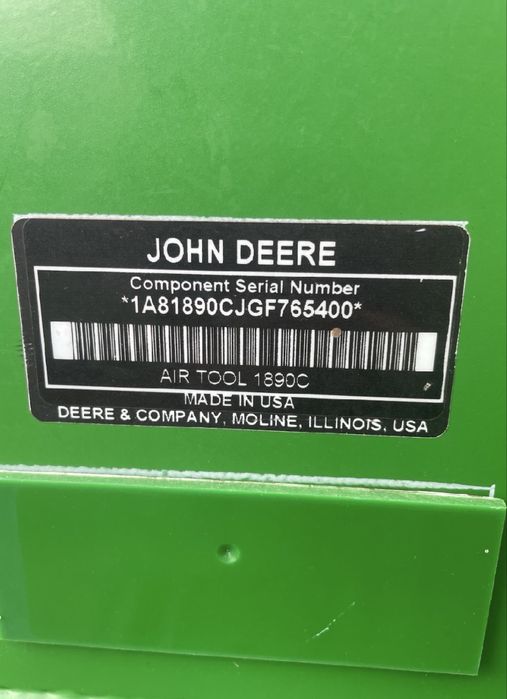 JOHN DEERE
Component Serial Number
*1A81890CJGF765400*
AIR TOOL 1890C
MADE IN USA
DEERE & COMPANY, MOLINE, ILLINOIS, USA